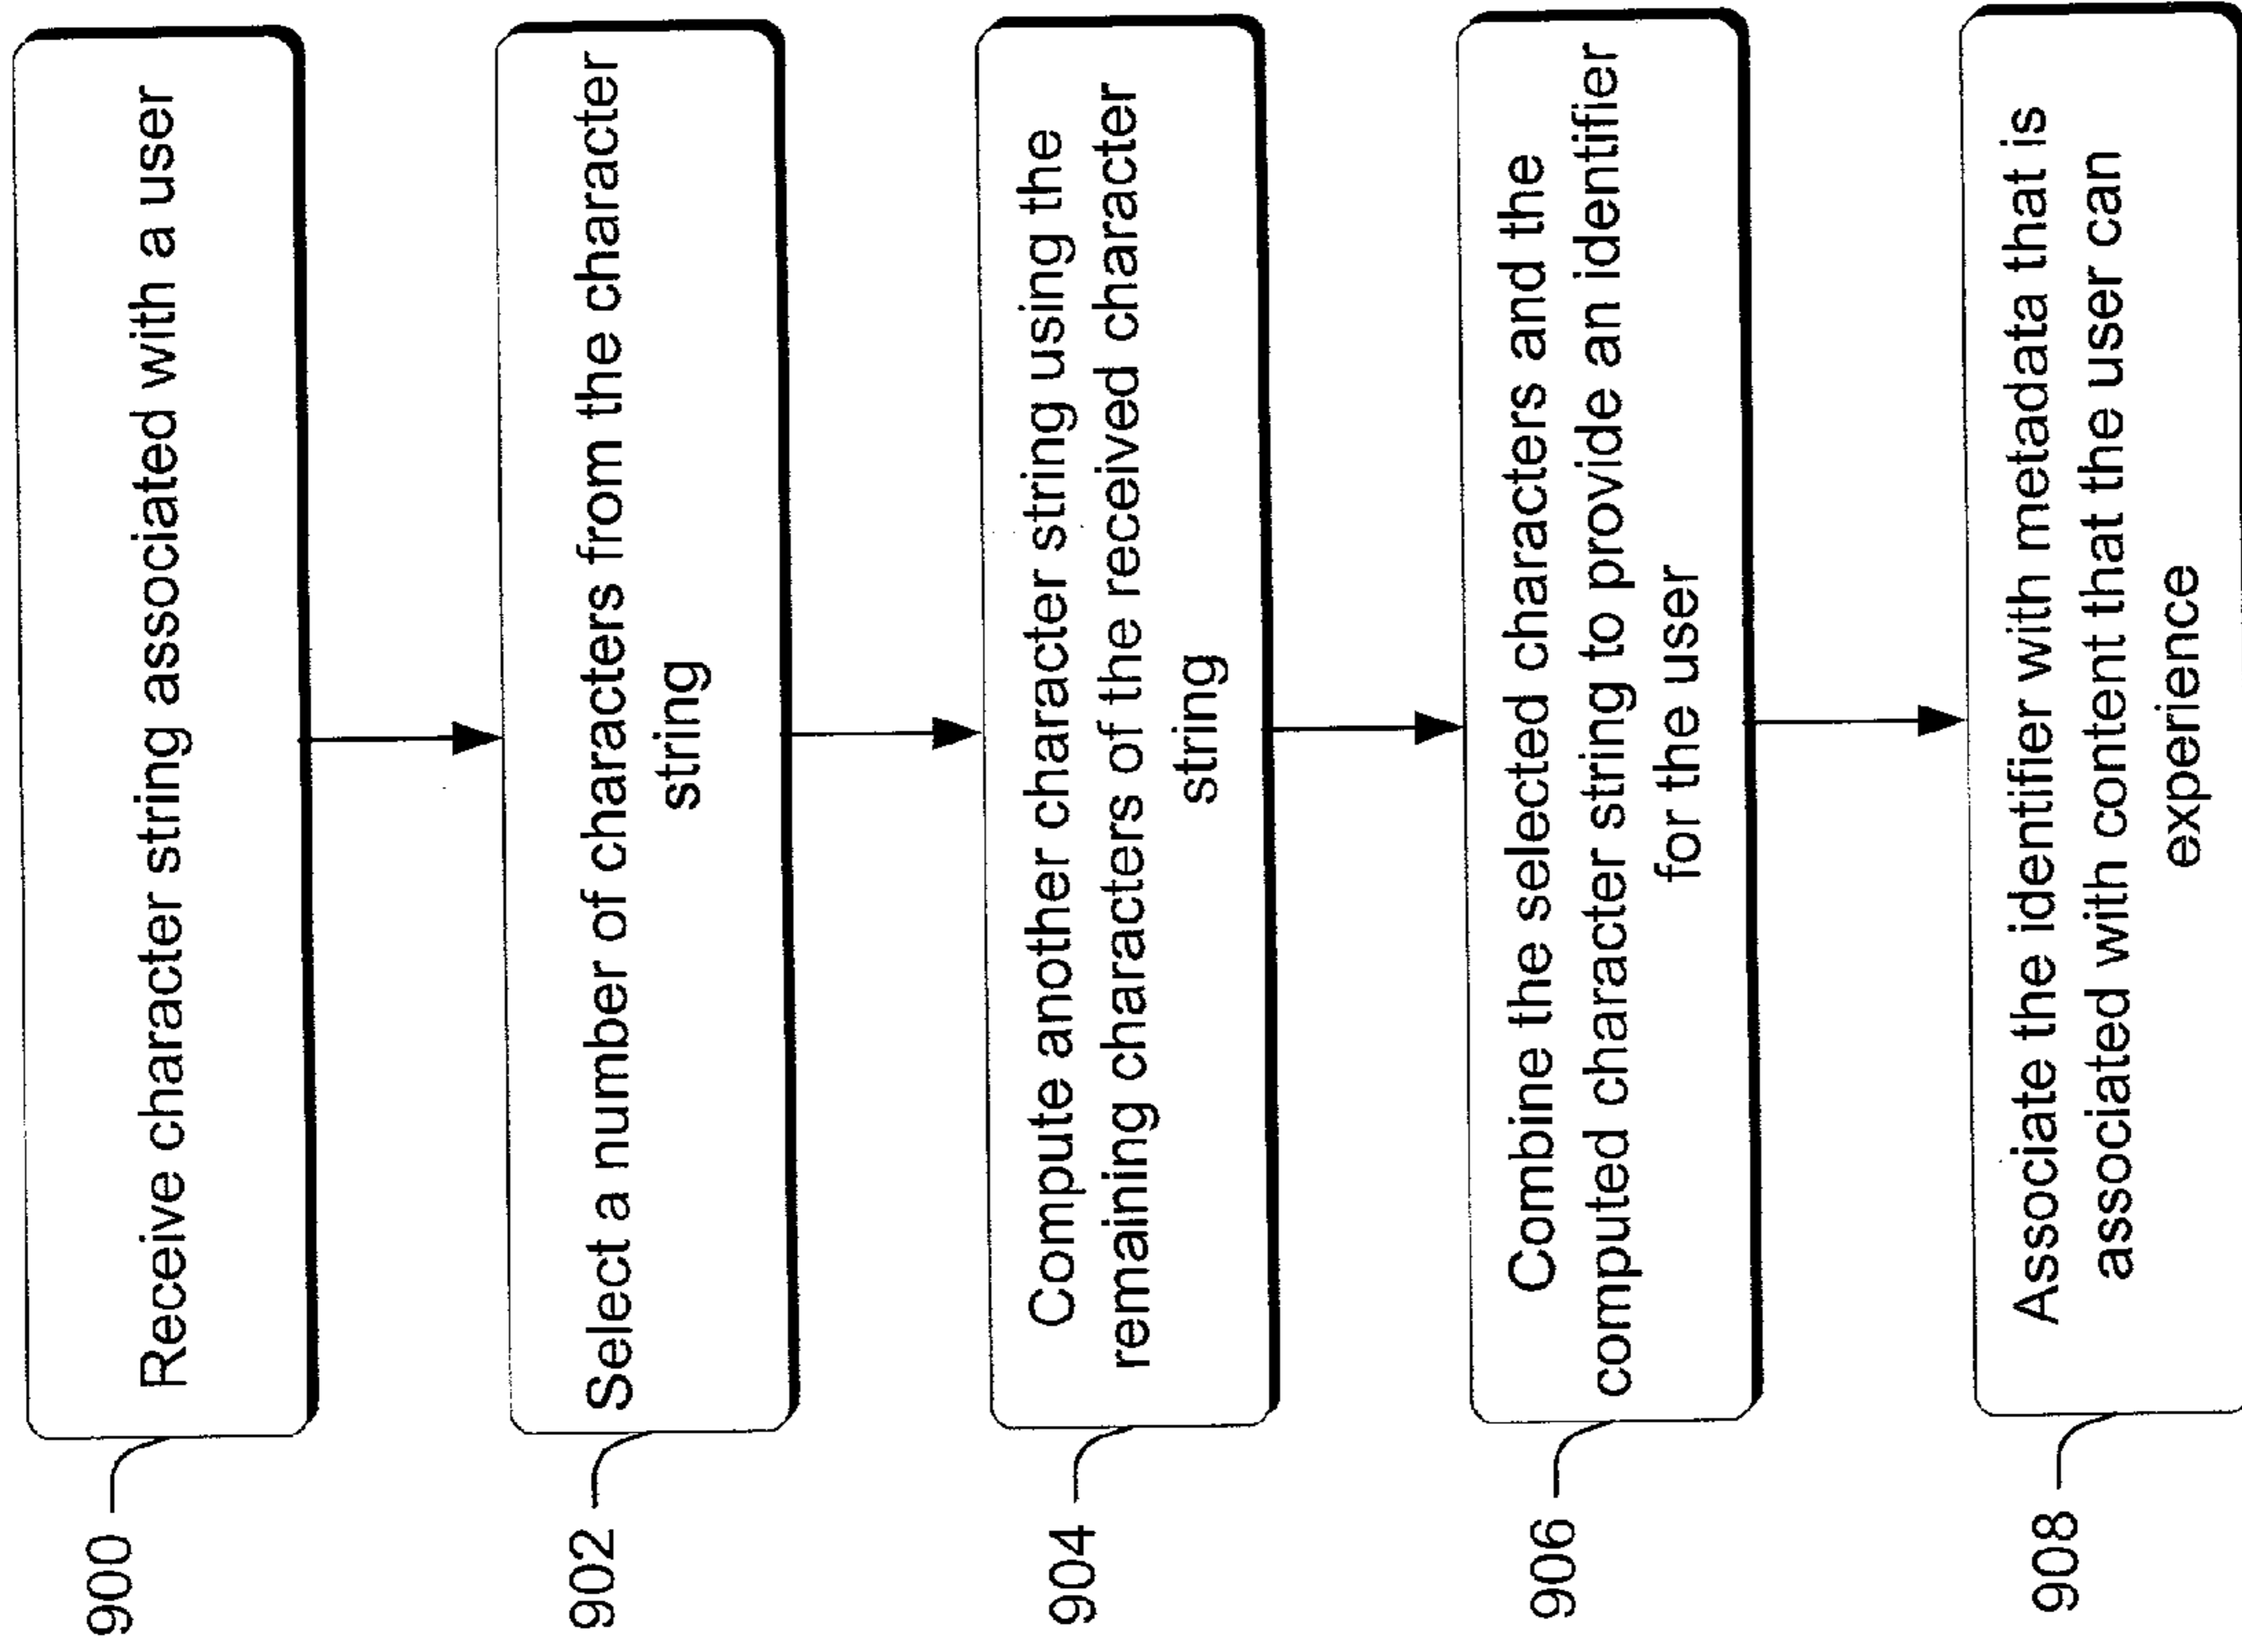 900
Receive character string associated with a user
902
Select a number of characters from the character
string
904
Compute another character string using the
remaining characters of the received character
string
906
Combine the selected characters and the
computed character string to provide an identifier
for the user
908
Associate the identifier with metadata that is
associated with content that the user can
experience